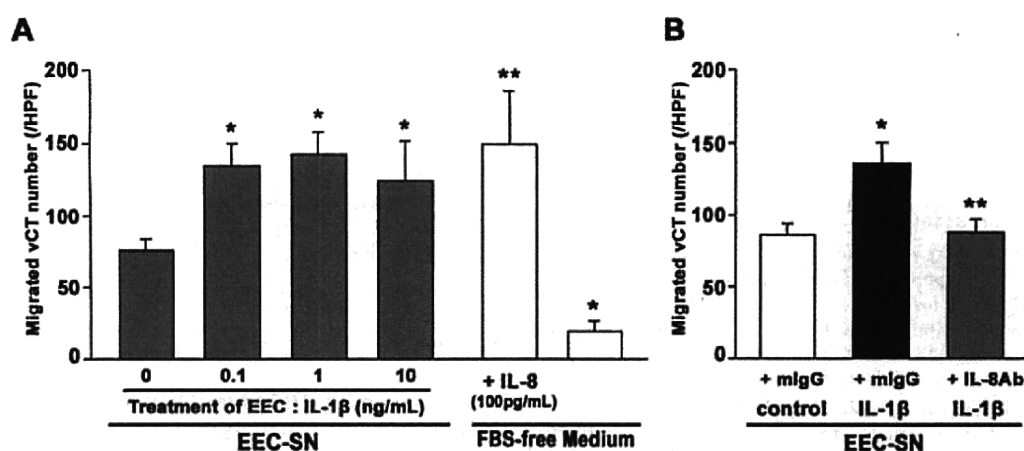 A
Migrated vCT number (/HPF)
200
150
100
50
0
*
*
*
**
*
0 0.1 1 10
Treatment of EEC : IL-1β (ng/mL)
EEC-SN
+ IL-8
(100pg/mL)
FBS-free Medium
B
Migrated vCT number (/HPF)
200
150
100
50
0
*
**
+ mIgG + mIgG + IL-8Ab
control IL-1β IL-1β
EEC-SN